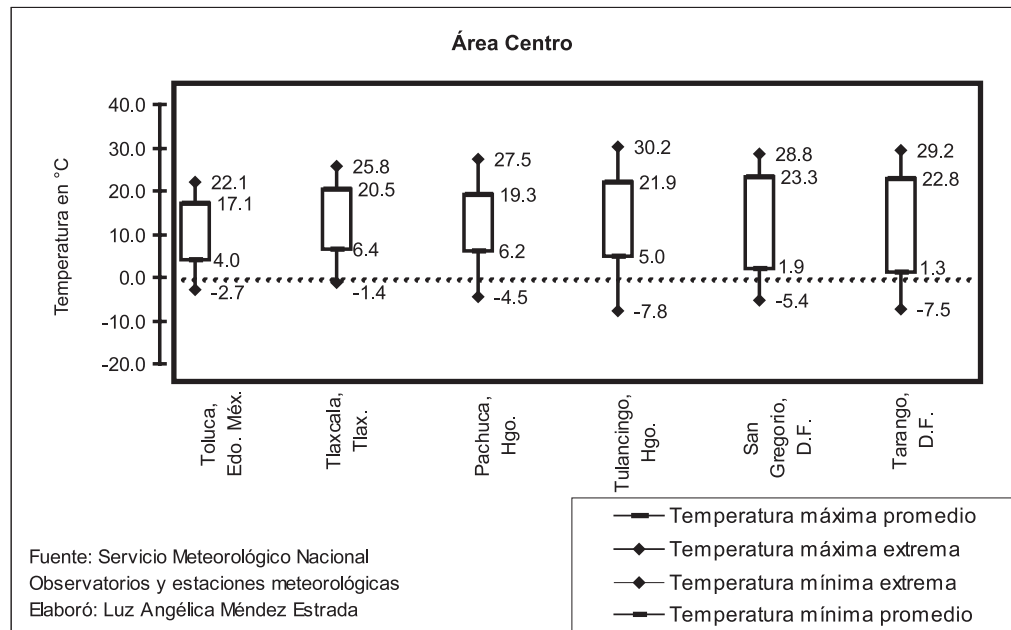 Área Centro
Temperatura en °C
40.0
30.0
20.0
10.0
0.0
-10.0
-20.0
22.1
17.1
4.0
-2.7
25.8
20.5
6.4
-1.4
27.5
19.3
6.2
-4.5
30.2
21.9
5.0
-7.8
28.8
23.3
1.9
-5.4
29.2
22.8
1.3
-7.5
Toluca,
Edo. Méx.
Tlaxcala,
Tlax.
Pachuca,
Hgo.
Tulancingo,
Hgo.
San
Gregorio,
D.F.
Tarango,
D.F.
Temperatura máxima promedio
Temperatura máxima extrema
Temperatura mínima extrema
Temperatura mínima promedio
Fuente: Servicio Meteorológico Nacional
Observatorios y estaciones meteorológicas
Elaboró: Luz Angélica Méndez Estrada